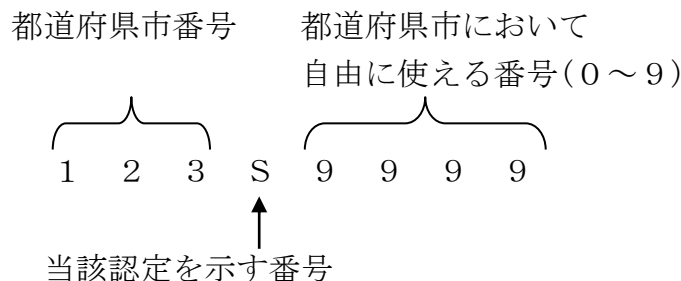 都道府県市番号
都道府県市において
自由に使える番号(0~9)
1 2 3 S 9 9 9 9
当該認定を示す番号